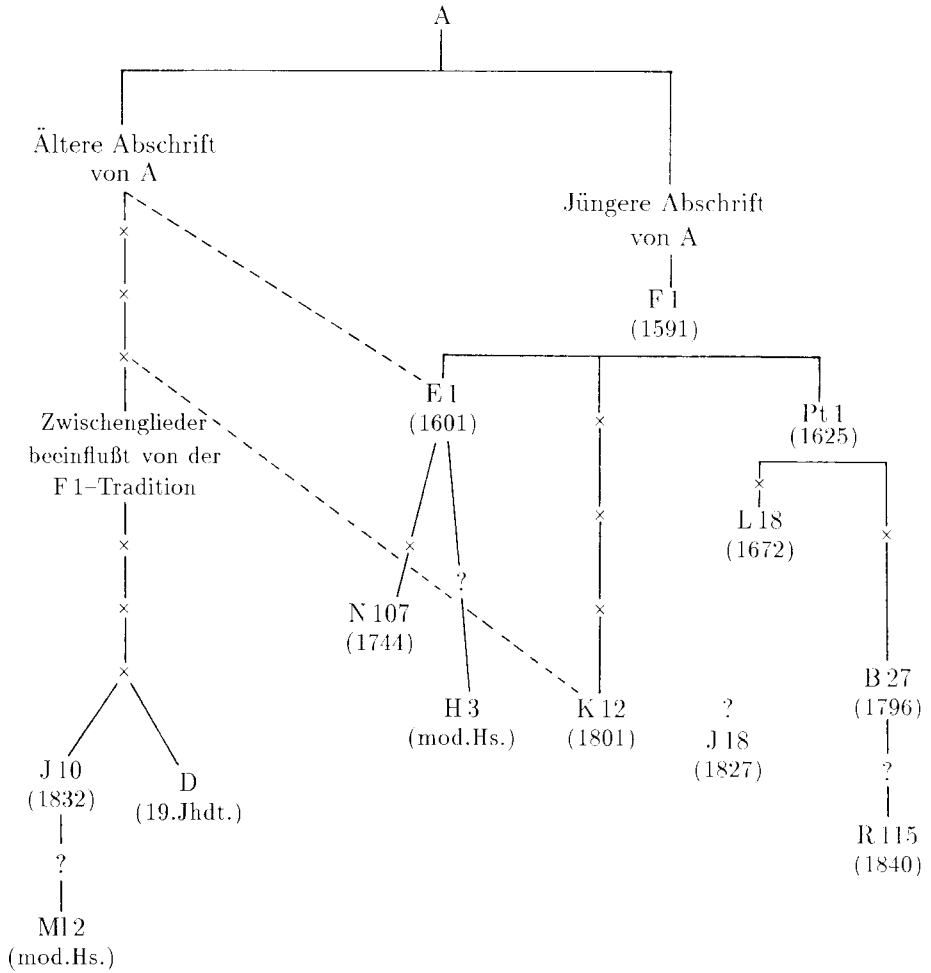 A
Ältere Abschrift
von A
Jüngere Abschrift
von A
F 1
(1591)
E 1
(1601)
Pt 1
(1625)
Zwischenglieder
beeinflußt von der
F 1–Tradition
L 18
(1672)
?
N 107
(1744)
B 27
(1796)
H 3
(mod.Hs.)
K 12
(1801)
?
J 18
(1827)
J 10
(1832)
D
(19.Jhdt.)
?
R 115
(1840)
?
Ml 2
(mod.Hs.)